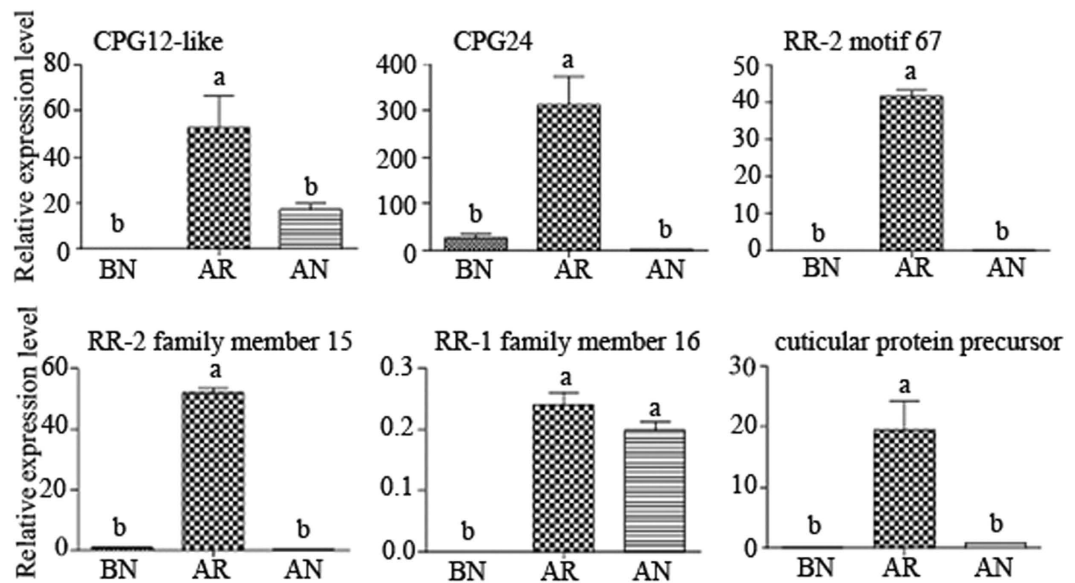 CPG12-like
Relative expression level
80
60
40
20
0
b
a
b
BN AR AN
CPG24
400
300
200
100
0
b
a
b
BN AR AN
RR-2 motif 67
50
40
30
20
10
0
b
a
b
BN AR AN
RR-2 family member 15
Relative expression level
60
40
20
0
b
a
b
BN AR AN
RR-1 family member 16
0.3
0.2
0.1
0.0
b
a
a
BN AR AN
cuticular protein precursor
30
20
10
0
b
a
b
BN AR AN